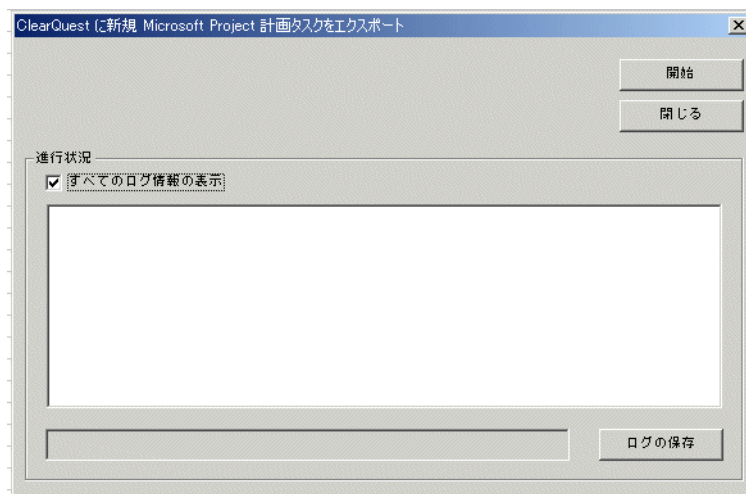 ClearQuest に新規 Microsoft Project 計画タスクをエクスポート
開始
閉じる
進行状況
すべてのログ情報の表示
ログの保存